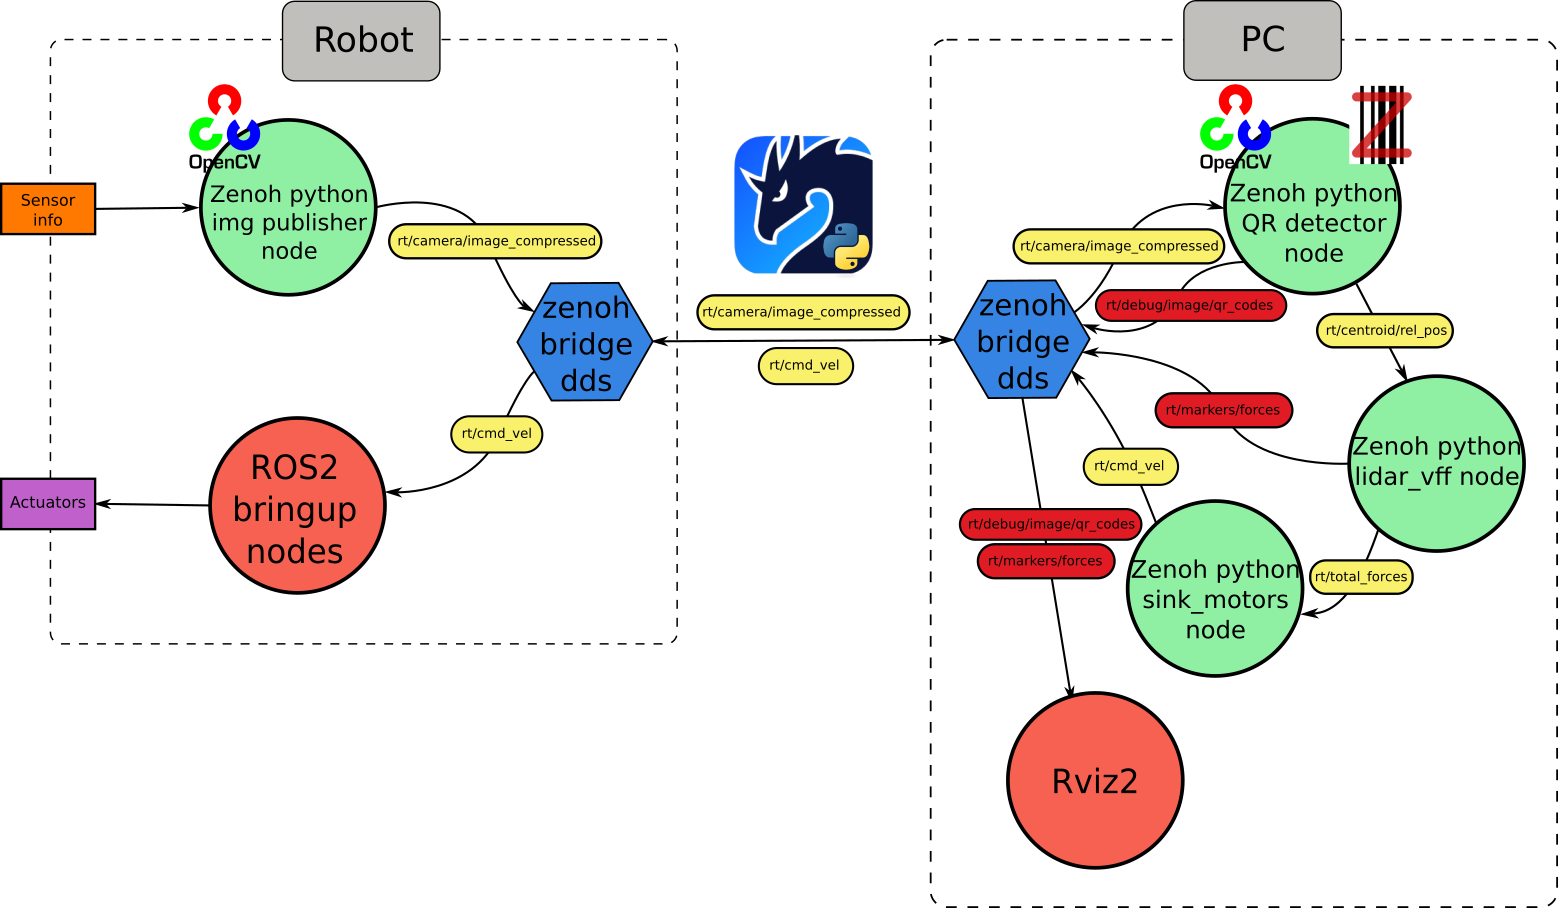 Robot
PC
OpenCV
Zenoh python
img publisher
node
Sensor
info
rt/camera/image_compressed
zenoh
bridge
dds
rt/cmd_vel
ROS2
bringup
nodes
Actuators
rt/camera/image_compressed
rt/cmd_vel
OpenCV
Z
Zenoh python
QR detector
node
rt/camera/image_compressed
rt/debug/image/qr_codes
zenoh
bridge
dds
rt/centroid/rel_pos
rt/markers/forces
Zenoh python
lidar_vff node
rt/cmd_vel
rt/debug/image/qr_codes
rt/markers/forces
Zenoh python
sink_motors
node
rt/total_forces
Rviz2